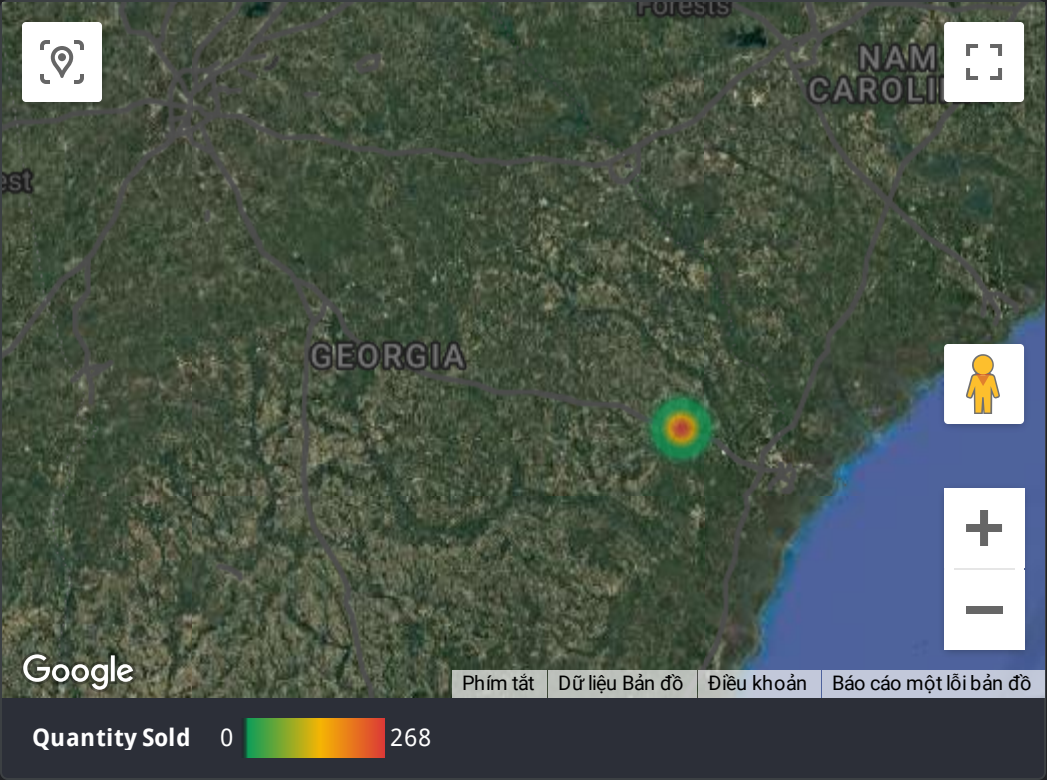 Forests
NAM
CAROLI
est
GEORGIA
Google
Phím tắt
Dữ liệu Bản đồ
Điều khoản
Báo cáo một lỗi bản đồ
Quantity Sold 0 268